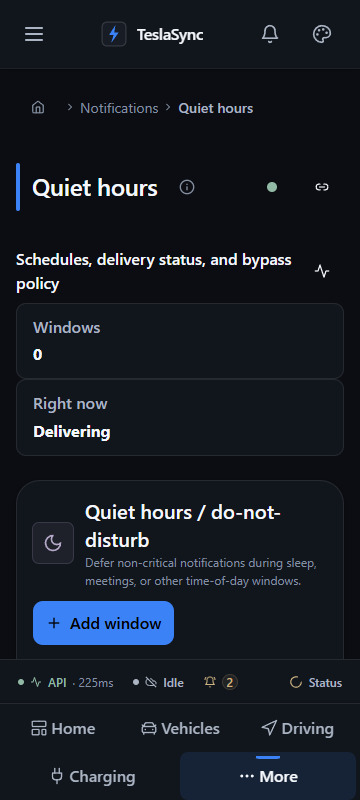 TeslaSync
Notifications > Quiet hours
Quiet hours
Schedules, delivery status, and bypass
policy
Windows
0
Right now
Delivering
Quiet hours / do-not-
disturb
Defer non-critical notifications during sleep,
meetings, or other time-of-day windows.
+ Add window
API · 225ms
Idle
2
Status
Home
Vehicles
Driving
Charging
··· More